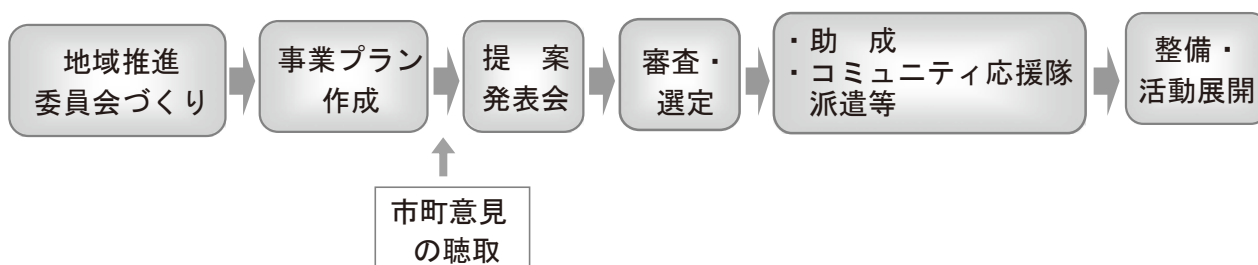 地域推進
委員会づくり
事業プラン
作成
提　案
発表会
審査・
選定
・助　成
・コミュニティ応援隊
派遣等
整備・
活動展開
市町意見
の聴取